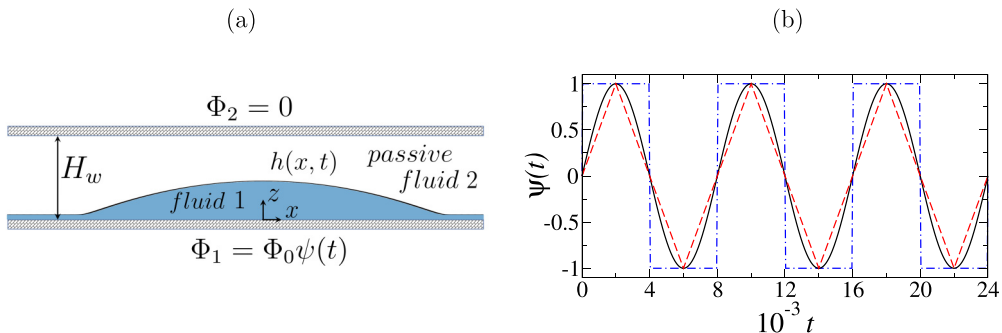 (a)
Φ₂ = 0
H_w
h(x, t)
passive
fluid 2
fluid 1
z
x
Φ₁ = Φ₀ψ(t)
(b)
ψ(t)
1
0.5
0
-0.5
-1
0 4 8 12 16 20 24
10⁻³ t